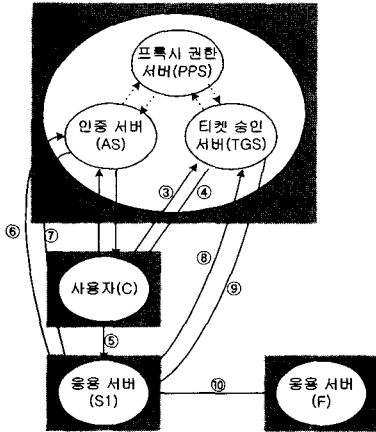 프록시 권한
서버(PPS)
인증 서버
(AS)
티켓 승인
서버(TGS)
③
④
⑥
⑦
⑧
⑨
사용자(C)
⑤
응용 서버
(S1)
⑩
응용 서버
(F)